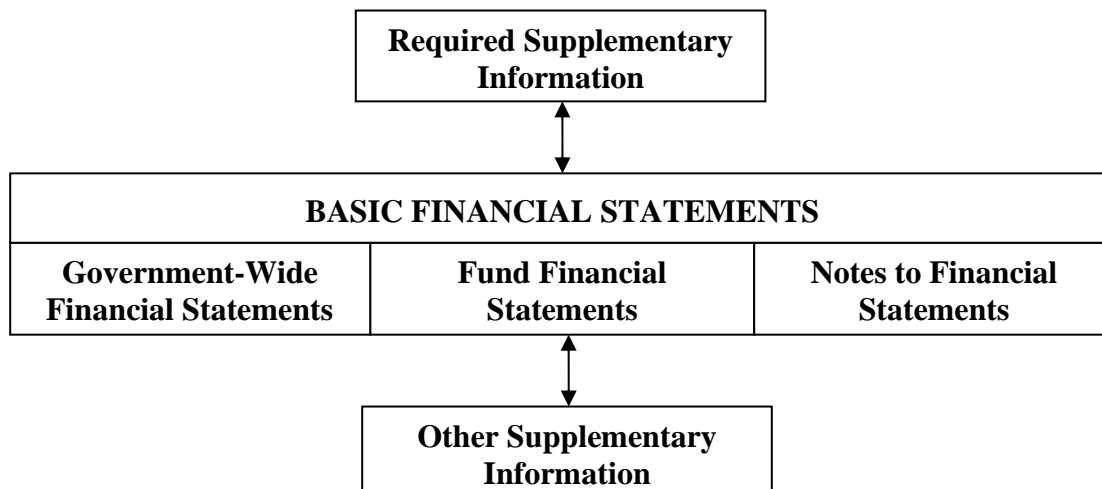 Required Supplementary
Information
BASIC FINANCIAL STATEMENTS
Government-Wide
Financial Statements
Fund Financial
Statements
Notes to Financial
Statements
Other Supplementary
Information